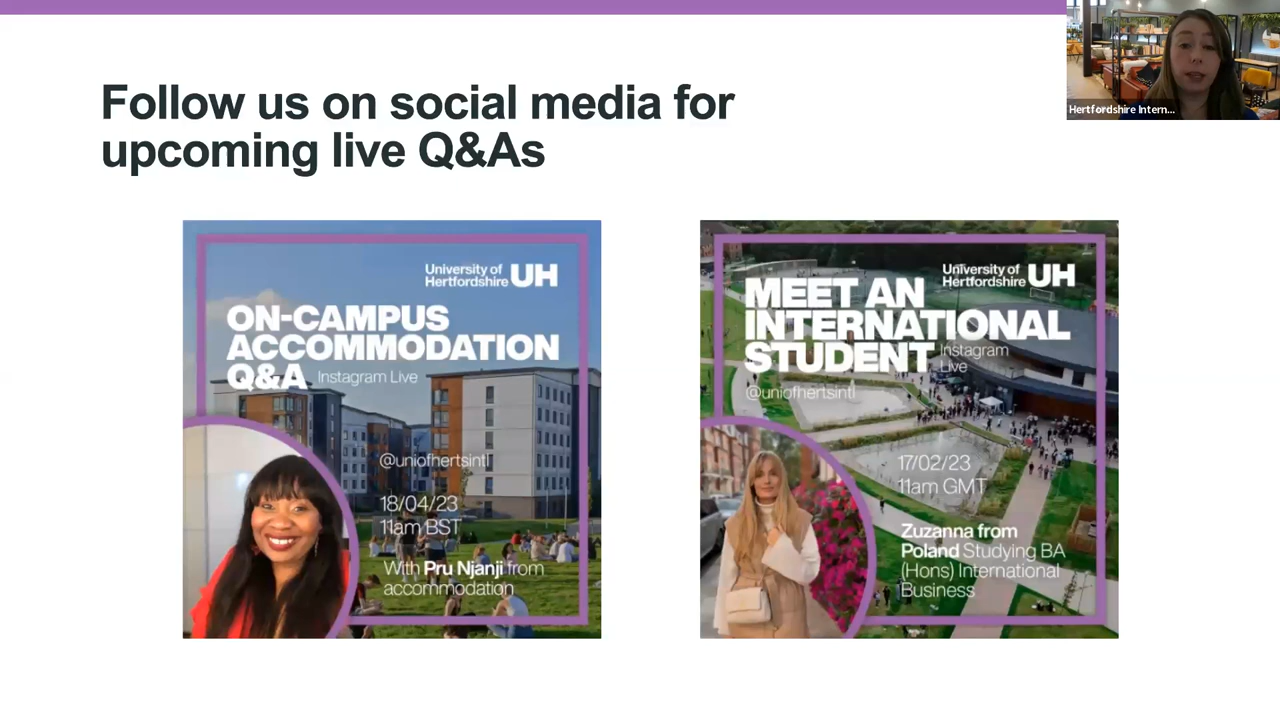 Hertfordshire Intern...
Follow us on social media for
upcoming live Q&As
University of
Hertfordshire UH
ON-CAMPUS
ACCOMMODATION
Q&A Instagram Live
@uniofhertsintl
18/04/23
11am BST
With Pru Njanji from
accommodation
University of
Hertfordshire UH
MEET AN
INTERNATIONAL
STUDENT Instagram
Live
@uniofhertsintl
17/02/23
11am GMT
Zuzanna from
Poland Studying BA
(Hons) International
Business